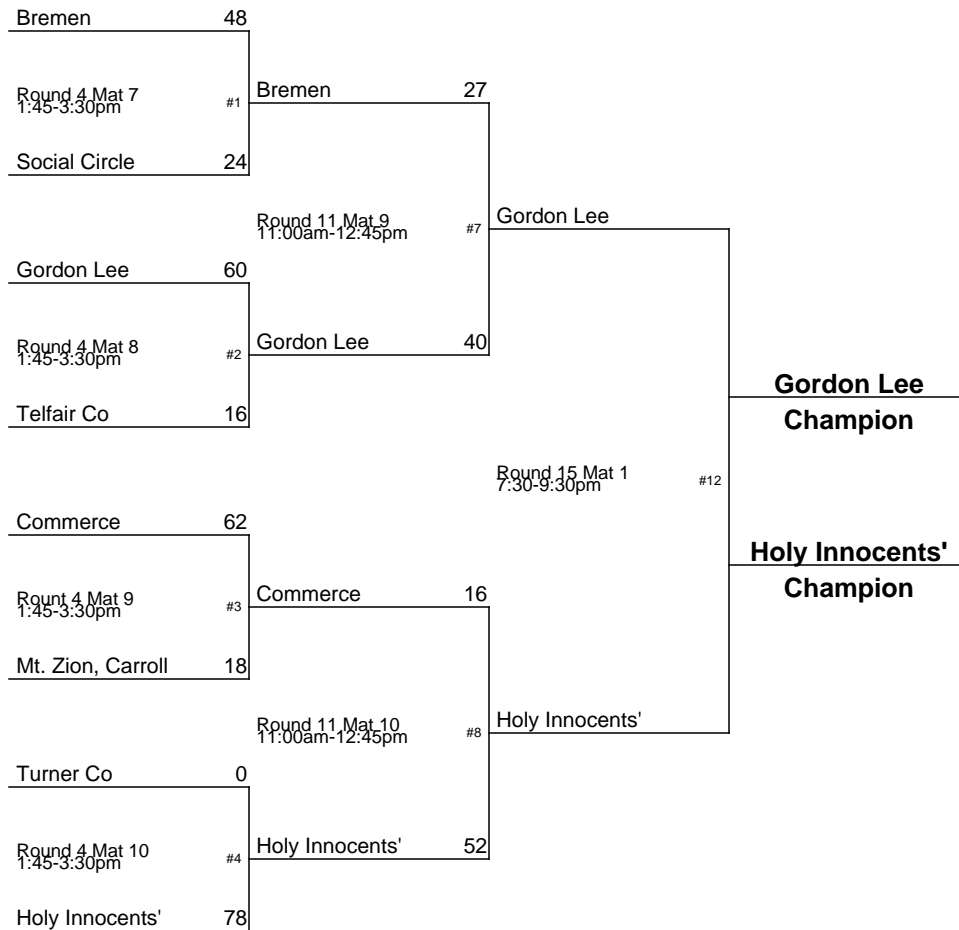 Bremen 48
Round 4 Mat 7
1:45-3:30pm
#1
Bremen 27
Social Circle 24
Round 11 Mat 9
11:00am-12:45pm
#7
Gordon Lee
Gordon Lee 60
Round 4 Mat 8
1:45-3:30pm
#2
Gordon Lee 40
Gordon Lee
Champion
Telfair Co 16
Round 15 Mat 1
7:30-9:30pm
#12
Commerce 62
Holy Innocents'
Champion
Rount 4 Mat 9
1:45-3:30pm
#3
Commerce 16
Mt. Zion, Carroll 18
Round 11 Mat 10
11:00am-12:45pm
#8
Holy Innocents'
Turner Co 0
Round 4 Mat 10
1:45-3:30pm
#4
Holy Innocents' 52
Holy Innocents' 78